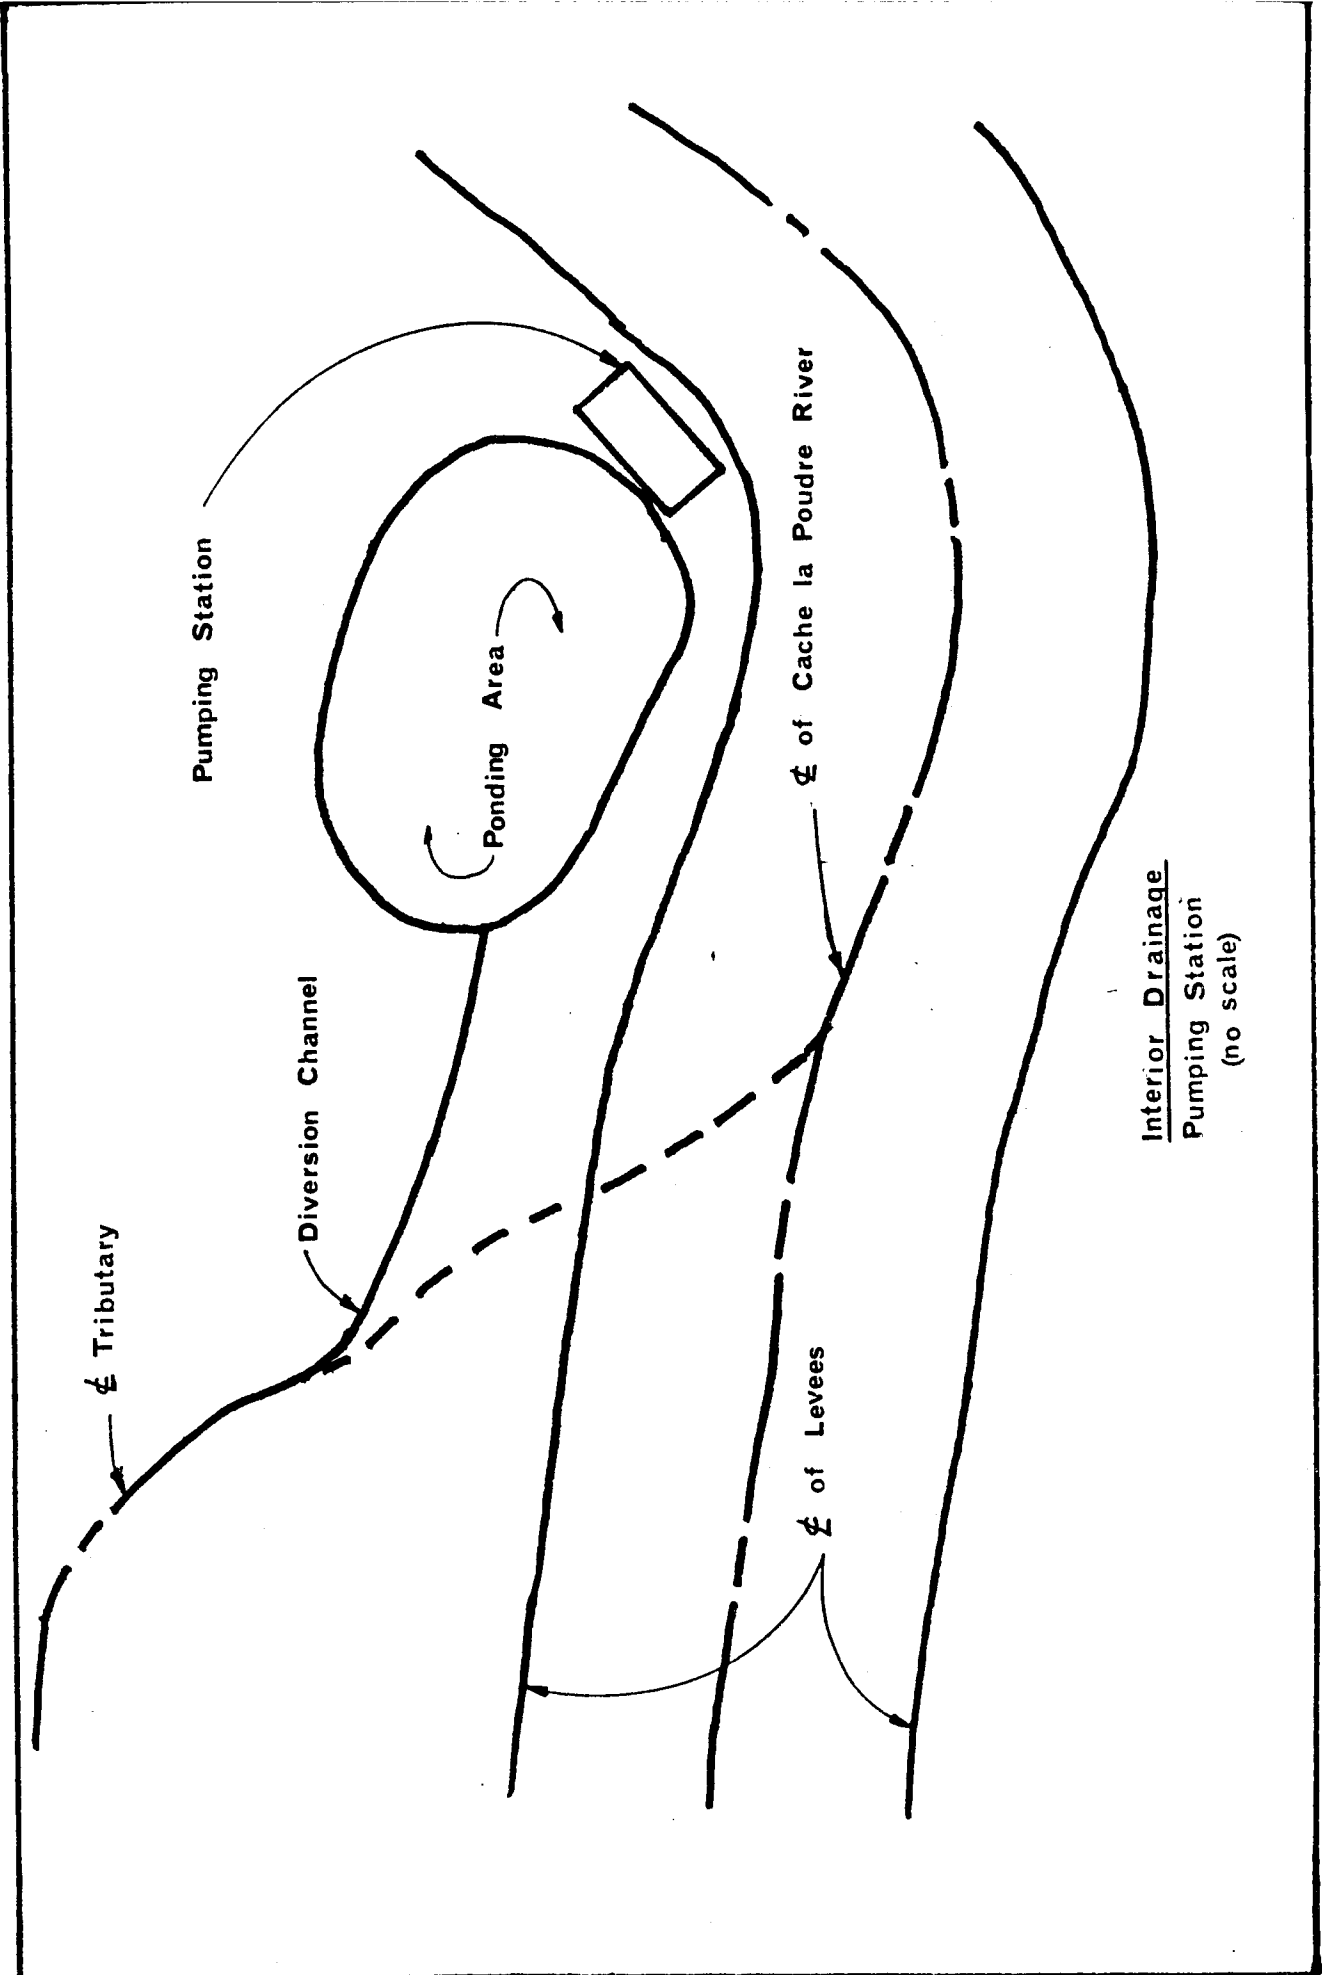 Pumping Station
Ponding Area
℄ of Cache la Poudre River
Diversion Channel
℄ Tributary
℄ of Levees
Interior Drainage
Pumping Station
(no scale)